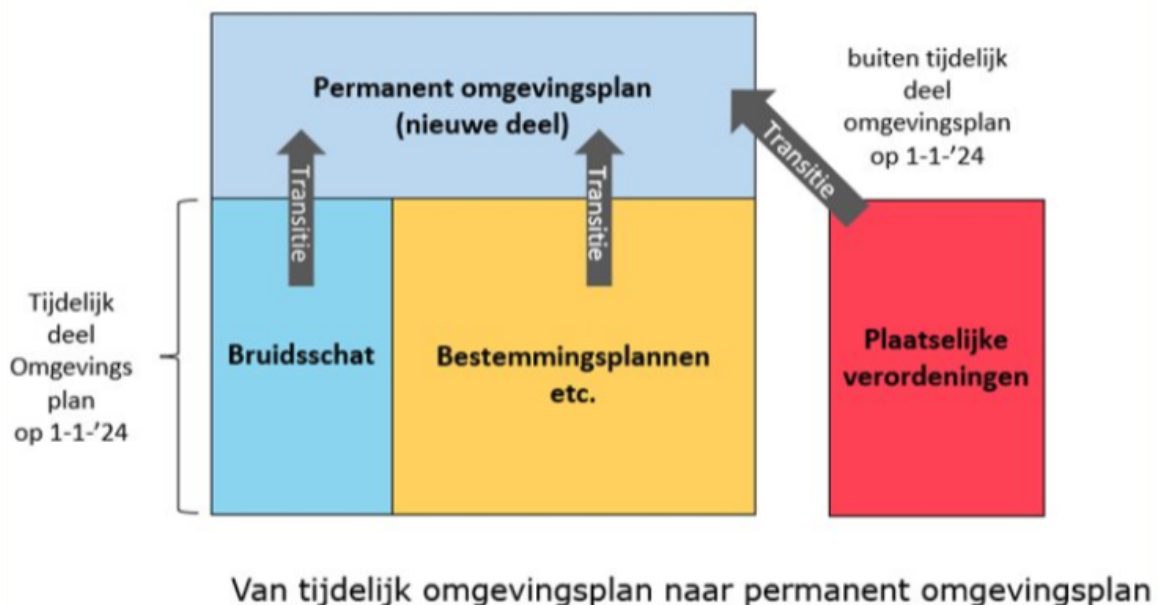 Permanent omgevingsplan
(nieuwe deel)
buiten tijdelijk
deel
omgevingsplan
op 1-1-'24
Transitie
Transitie
Transitie
Tijdelijk
deel
Omgevings
plan
op 1-1-'24
Bruidsschat
Bestemmingsplannen
etc.
Plaatselijke
verordeningen
Van tijdelijk omgevingsplan naar permanent omgevingsplan